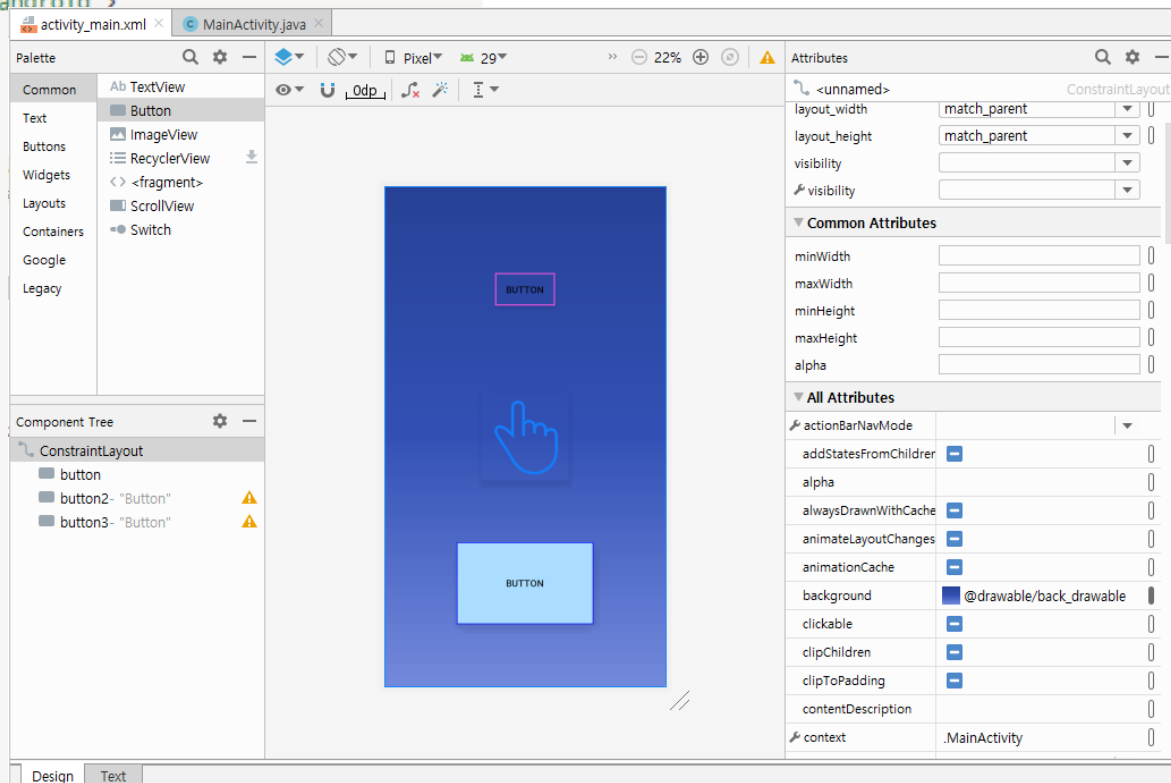 android
activity_main.xml
MainActivity.java
Palette
Pixel
29
22%
Attributes
0dp
Common
Text
Buttons
Widgets
Layouts
Containers
Google
Legacy
Ab TextView
Button
ImageView
RecyclerView
<> <fragment>
ScrollView
Switch
Component Tree
ConstraintLayout
button
button2- "Button"
button3- "Button"
BUTTON
BUTTON
<unnamed> ConstraintLayout
layout_width match_parent
layout_height match_parent
visibility
visibility
Common Attributes
minWidth
maxWidth
minHeight
maxHeight
alpha
All Attributes
actionBarNavMode
addStatesFromChildren
alpha
alwaysDrawnWithCache
animateLayoutChanges
animationCache
background @drawable/back_drawable
clickable
clipChildren
clipToPadding
contentDescription
context .MainActivity
Design Text